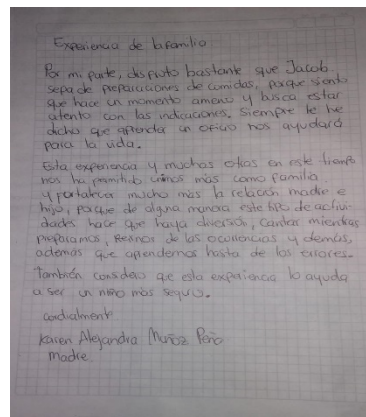 Experiencia de la familia
Por mi parte, disfruto bastante que Jacob
sepa de preparaciones de comidas, porque siento
que hace un momento ameno y busca estar
atento con las indicaciones. Siempre le he
dicho que aprender un oficio nos ayudará
para la vida.
Esta experiencia y muchas otras en este tiempo
nos ha permitido unirnos más como familia
y fortalecer mucho más la relación madre e
hijo, porque de alguna manera este tipo de activi-
dades hace que haya diversión, cantar mientras
preparamos, reirnos de las ocurrencias y demás,
además que aprendemos hasta de los errores.
También considero que esta experiencia lo ayuda
a ser un niño más seguro.
Cordialmente
Karen Alejandra Muñoz Peña
Madre.